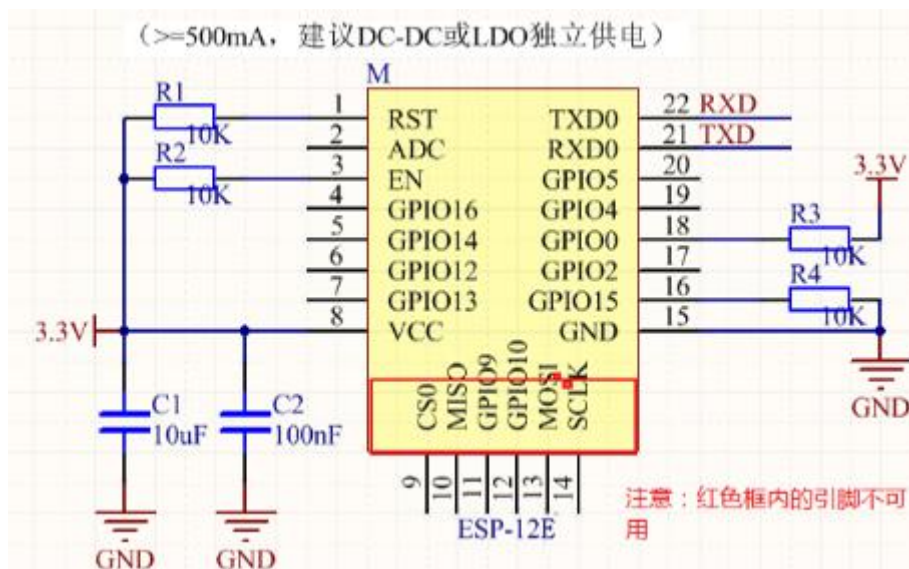 （>=500mA，建议DC-DC或LDO独立供电）
M
R1
10K
R2
10K
3.3V
C1
10uF
C2
100nF
GND
GND
1 RST
2 ADC
3 EN
4 GPIO16
5 GPIO14
6 GPIO12
7 GPIO13
8 VCC
TXD0 22 RXD
RXD0 21 TXD
GPIO5 20
GPIO4 19
GPIO0 18
GPIO2 17
GPIO15 16
GND 15
3.3V
R3
10K
R4
10K
GND
CS0
MISO
GPIO9
GPIO10
MOSI
SCLK
9
10
11
12
13
14
ESP-12E
注意：红色框内的引脚不可
用